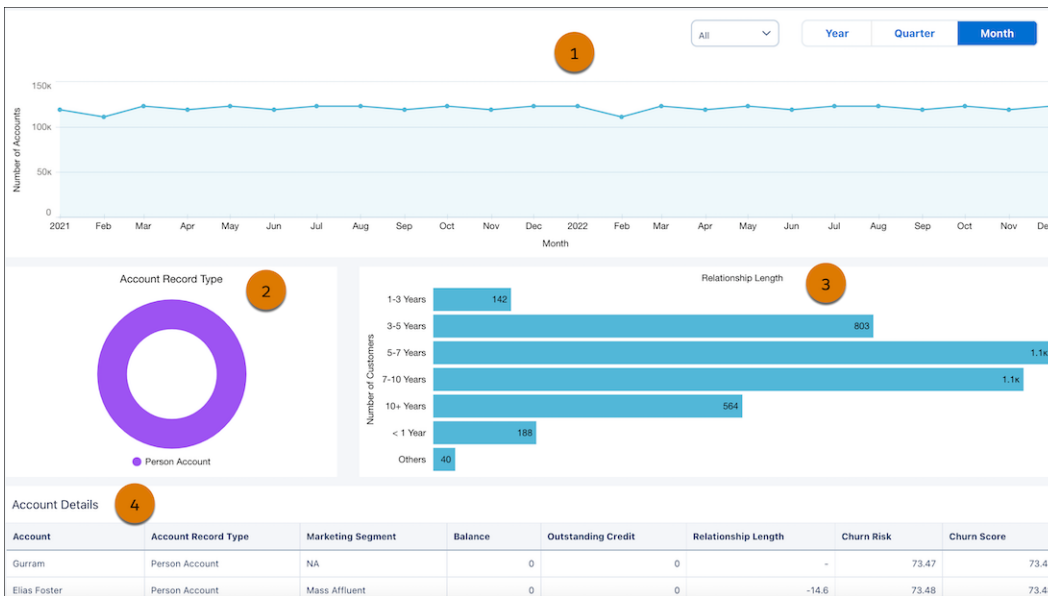 All
Year Quarter Month
1
150K
100K
50K
0
Number of Accounts
2021 Feb Mar Apr May Jun Jul Aug Sep Oct Nov Dec 2022 Feb Mar Apr May Jun Jul Aug Sep Oct Nov De
Month
Account Record Type
2
Person Account
Relationship Length
3
Number of Customers
1-3 Years 142
3-5 Years 803
5-7 Years 1.1K
7-10 Years 1.1K
10+ Years 564
< 1 Year 188
Others 40
Account Details
4
Account Account Record Type Marketing Segment Balance Outstanding Credit Relationship Length Churn Risk Churn Score
Gurram Person Account NA 0 0 - 73.47 73.4
Elias Foster Person Account Mass Affluent 0 0 -14.6 73.48 73.4